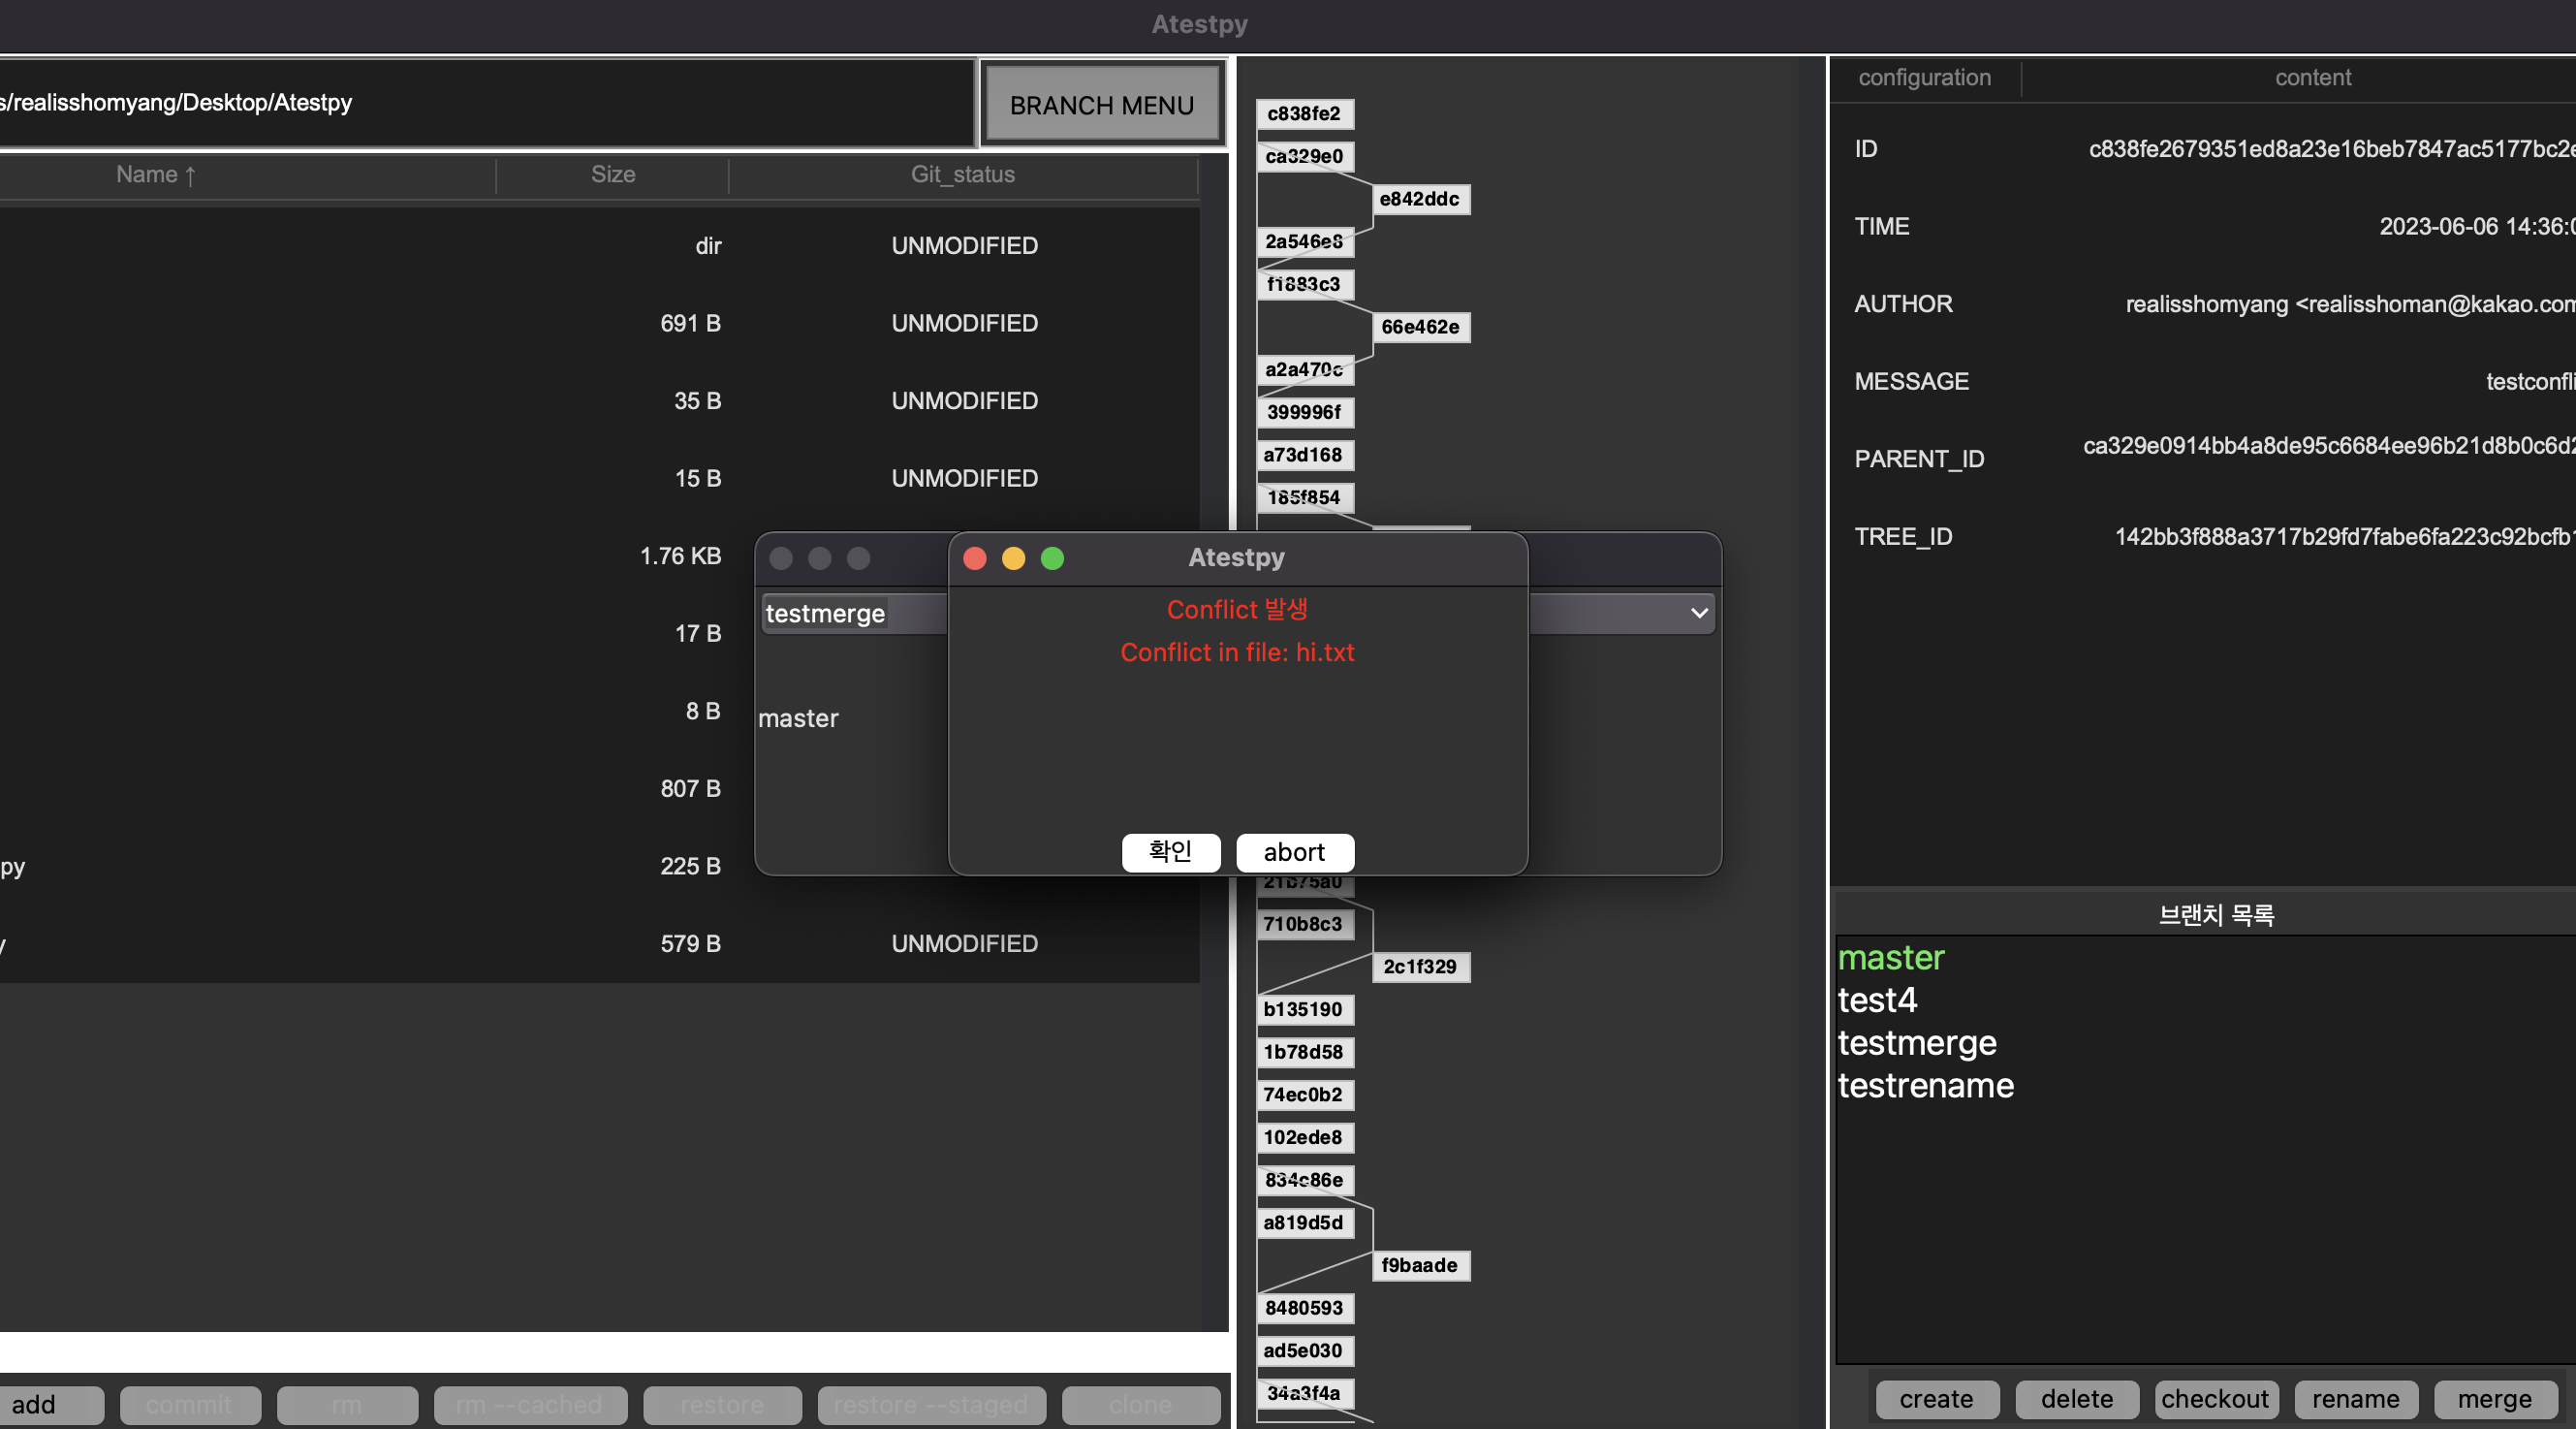 Atestpy
s/realisshomyang/Desktop/Atestpy
BRANCH MENU
Name ↑
Size
Git_status
dir
UNMODIFIED
691 B
UNMODIFIED
35 B
UNMODIFIED
15 B
UNMODIFIED
1.76 KB
17 B
8 B
807 B
py
225 B
579 B
UNMODIFIED
add
commit
rm
rm --cached
restore
restore --staged
clone
c838fe2
ca329e0
e842ddc
2a546e8
f1883c3
66e462e
a2a470c
399996f
a73d168
185f854
21b75a0
710b8c3
2c1f329
b135190
1b78d58
74ec0b2
102ede8
834c86e
a819d5d
f9baade
8480593
ad5e030
34a3f4a
testmerge
master
Atestpy
Conflict 발생
Conflict in file: hi.txt
확인
abort
configuration
content
ID
c838fe2679351ed8a23e16beb7847ac5177bc2e
TIME
2023-06-06 14:36:0
AUTHOR
realisshomyang <realisshoman@kakao.com
MESSAGE
testconfli
PARENT_ID
ca329e0914bb4a8de95c6684ee96b21d8b0c6d2
TREE_ID
142bb3f888a3717b29fd7fabe6fa223c92bcfb1
브랜치 목록
master
test4
testmerge
testrename
create
delete
checkout
rename
merge